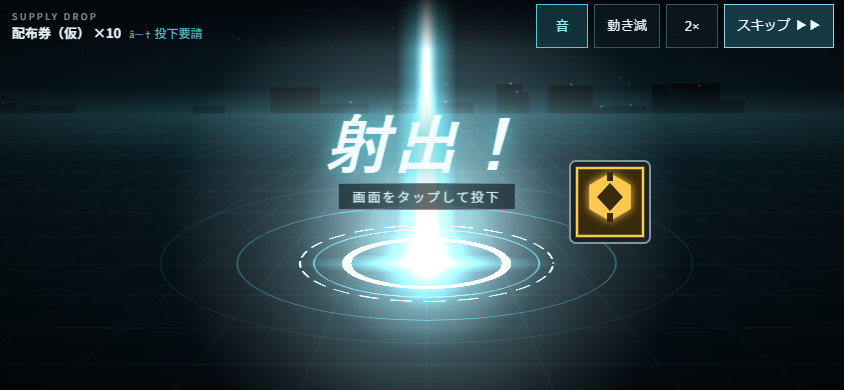 SUPPLY DROP
配布券（仮） ×10 â—† 投下要請
音
動き減
2×
スキップ ▶▶
射出！
画面をタップして投下